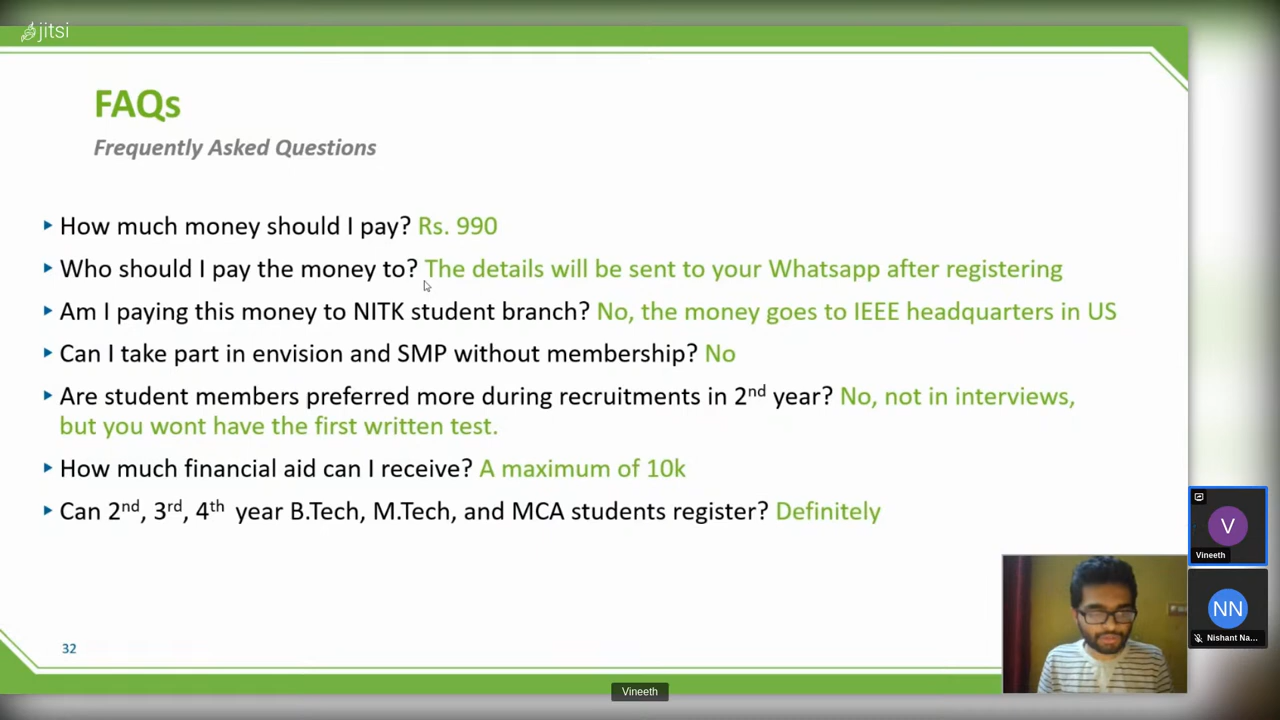 jitsi
FAQs
Frequently Asked Questions
How much money should I pay? Rs. 990
Who should I pay the money to? The details will be sent to your Whatsapp after registering
Am I paying this money to NITK student branch? No, the money goes to IEEE headquarters in US
Can I take part in envision and SMP without membership? No
Are student members preferred more during recruitments in 2nd year? No, not in interviews,
but you wont have the first written test.
How much financial aid can I receive? A maximum of 10k
Can 2nd, 3rd, 4th year B.Tech, M.Tech, and MCA students register? Definitely
32
V
Vineeth
NN
Nishant Na...
Vineeth